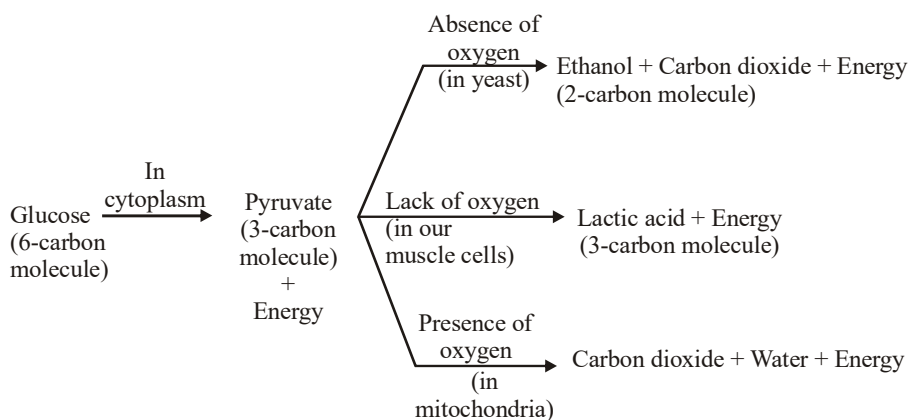 Absence of
oxygen
(in yeast)
Ethanol + Carbon dioxide + Energy
(2-carbon molecule)
In
cytoplasm
Glucose
(6-carbon
molecule)
Pyruvate
(3-carbon
molecule)
+
Energy
Lack of oxygen
(in our
muscle cells)
Lactic acid + Energy
(3-carbon molecule)
Presence of
oxygen
(in
mitochondria)
Carbon dioxide + Water + Energy